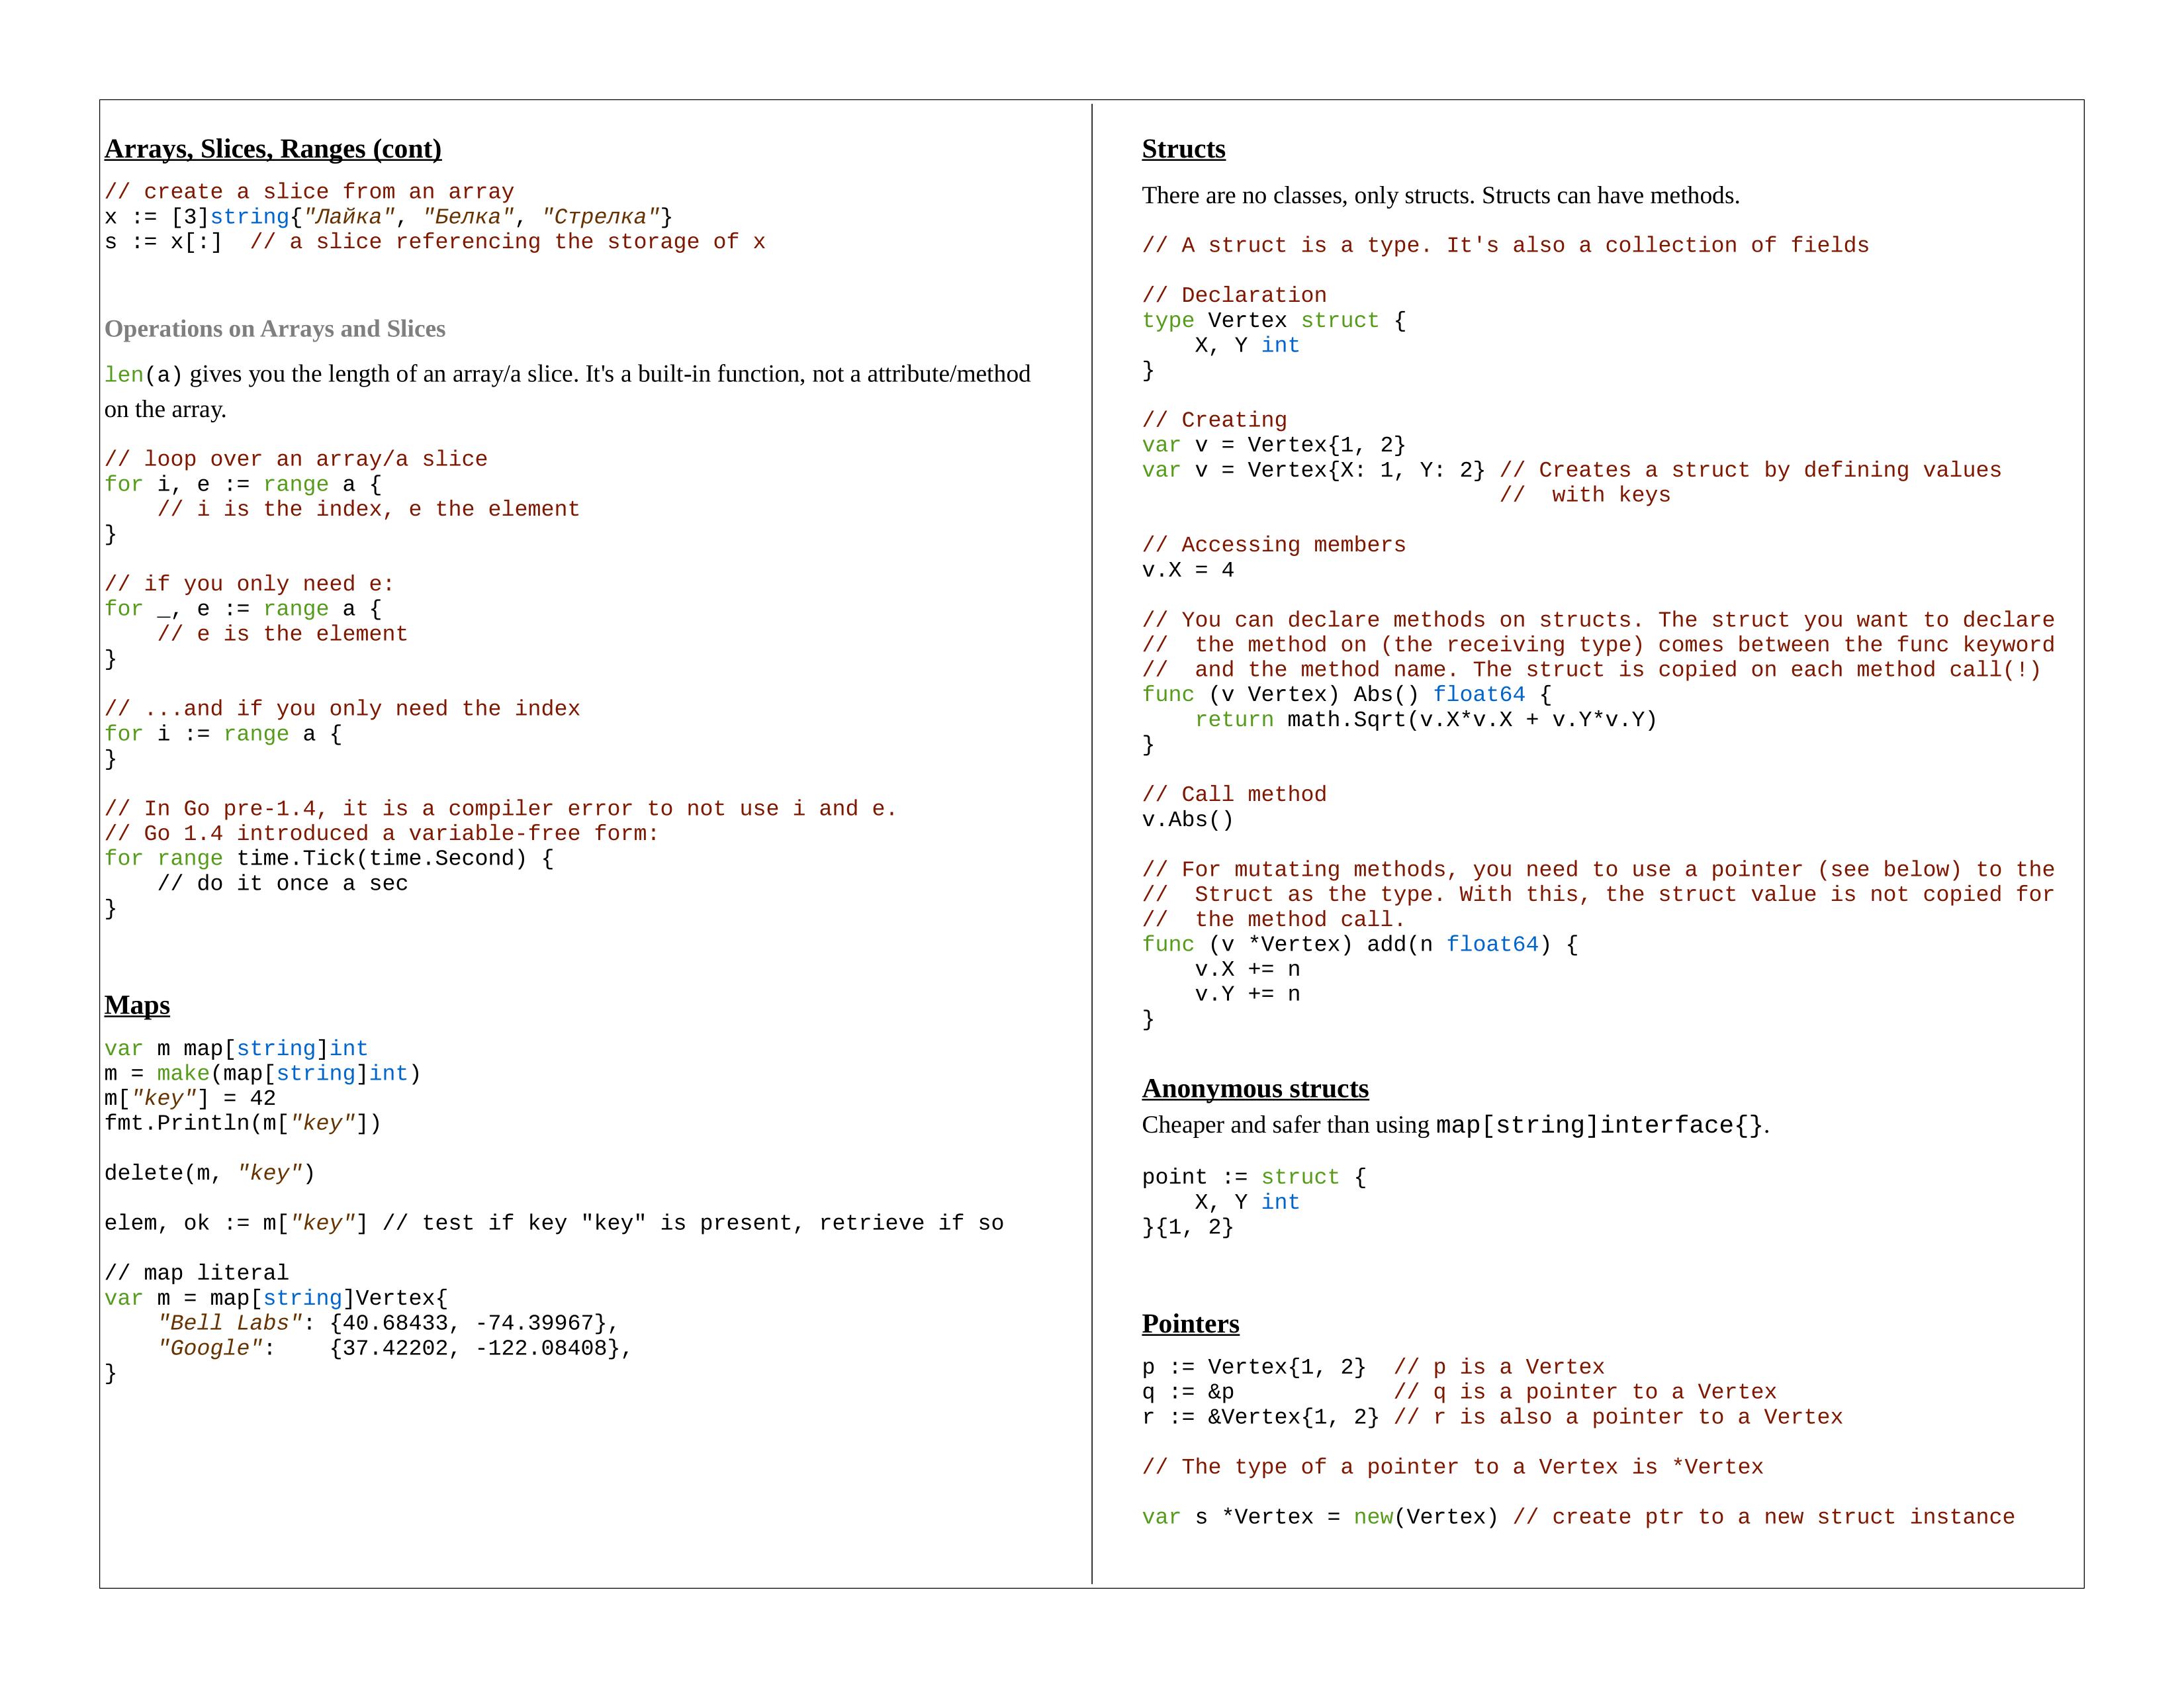 Arrays, Slices, Ranges (cont)
// create a slice from an array
x := [3]string{"Лайка", "Белка", "Стрелка"}
s := x[:]  // a slice referencing the storage of x
Operations on Arrays and Slices
len(a) gives you the length of an array/a slice. It's a built-in function, not a attribute/method
on the array.
// loop over an array/a slice
for i, e := range a {
    // i is the index, e the element
}
// if you only need e:
for _, e := range a {
    // e is the element
}
// ...and if you only need the index
for i := range a {
}
// In Go pre-1.4, it is a compiler error to not use i and e.
// Go 1.4 introduced a variable-free form:
for range time.Tick(time.Second) {
    // do it once a sec
}
Maps
var m map[string]int
m = make(map[string]int)
m["key"] = 42
fmt.Println(m["key"])
delete(m, "key")
elem, ok := m["key"] // test if key "key" is present, retrieve if so
// map literal
var m = map[string]Vertex{
    "Bell Labs": {40.68433, -74.39967},
    "Google":    {37.42202, -122.08408},
}
Structs
There are no classes, only structs. Structs can have methods.
// A struct is a type. It's also a collection of fields
// Declaration
type Vertex struct {
    X, Y int
}
// Creating
var v = Vertex{1, 2}
var v = Vertex{X: 1, Y: 2} // Creates a struct by defining values
                           //  with keys
// Accessing members
v.X = 4
// You can declare methods on structs. The struct you want to declare
//  the method on (the receiving type) comes between the func keyword
//  and the method name. The struct is copied on each method call(!)
func (v Vertex) Abs() float64 {
    return math.Sqrt(v.X*v.X + v.Y*v.Y)
}
// Call method
v.Abs()
// For mutating methods, you need to use a pointer (see below) to the
//  Struct as the type. With this, the struct value is not copied for
//  the method call.
func (v *Vertex) add(n float64) {
    v.X += n
    v.Y += n
}
Anonymous structs
Cheaper and safer than using map[string]interface{}.
point := struct {
    X, Y int
}{1, 2}
Pointers
p := Vertex{1, 2}  // p is a Vertex
q := &p            // q is a pointer to a Vertex
r := &Vertex{1, 2} // r is also a pointer to a Vertex
// The type of a pointer to a Vertex is *Vertex
var s *Vertex = new(Vertex) // create ptr to a new struct instance